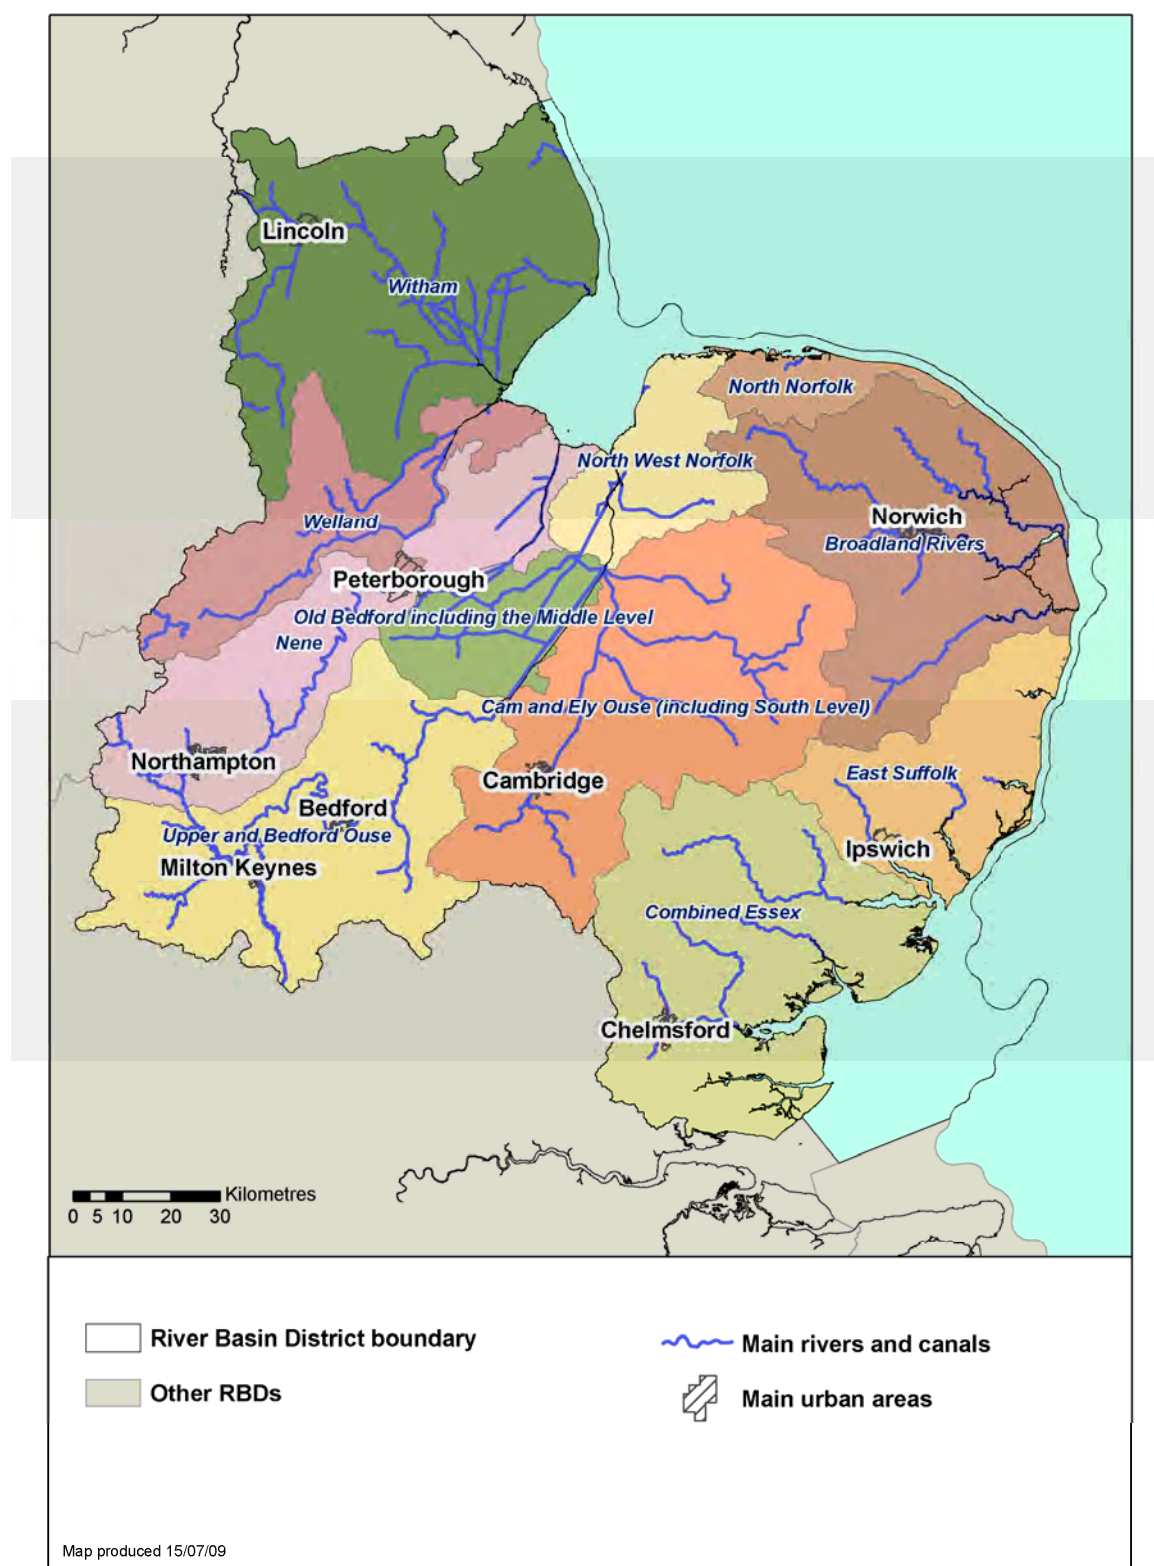 Lincoln
Witham
North Norfolk
North West Norfolk
Norwich
Welland
Broadland Rivers
Peterborough
Old Bedford including the Middle Level
Nene
Cam and Ely Ouse (including South Level)
Northampton
East Suffolk
Cambridge
Bedford
Upper and Bedford Ouse
Ipswich
Milton Keynes
Combined Essex
Chelmsford
Kilometres
0 5 10 20 30
River Basin District boundary
Main rivers and canals
Other RBDs
Main urban areas
Map produced 15/07/09